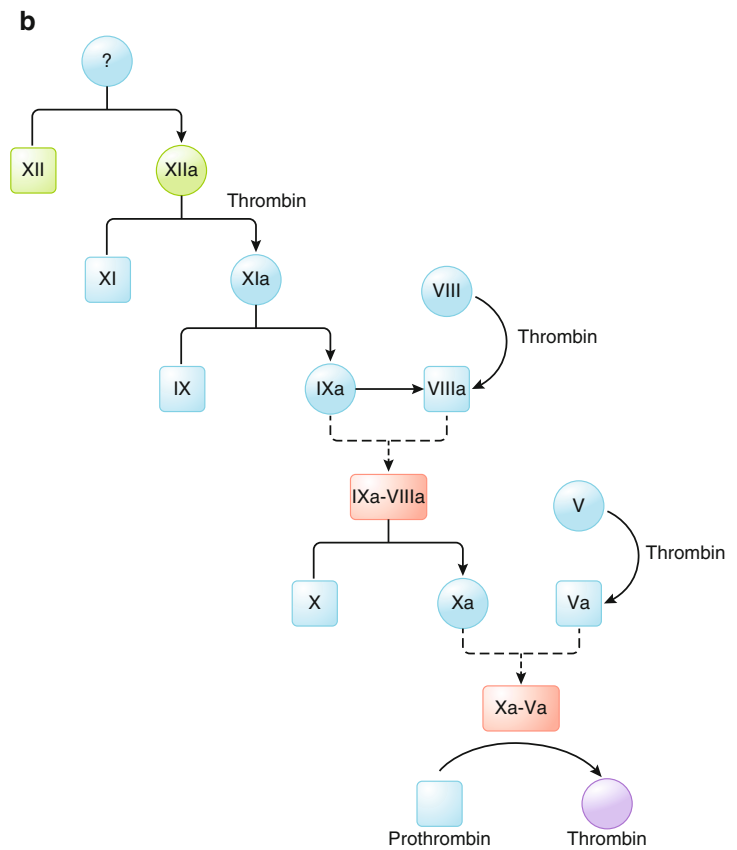 b
?
XII
XIIa
Thrombin
XI
XIa
VIII
Thrombin
IX
IXa
VIIIa
IXa-VIIIa
V
Thrombin
X
Xa
Va
Xa-Va
Prothrombin
Thrombin